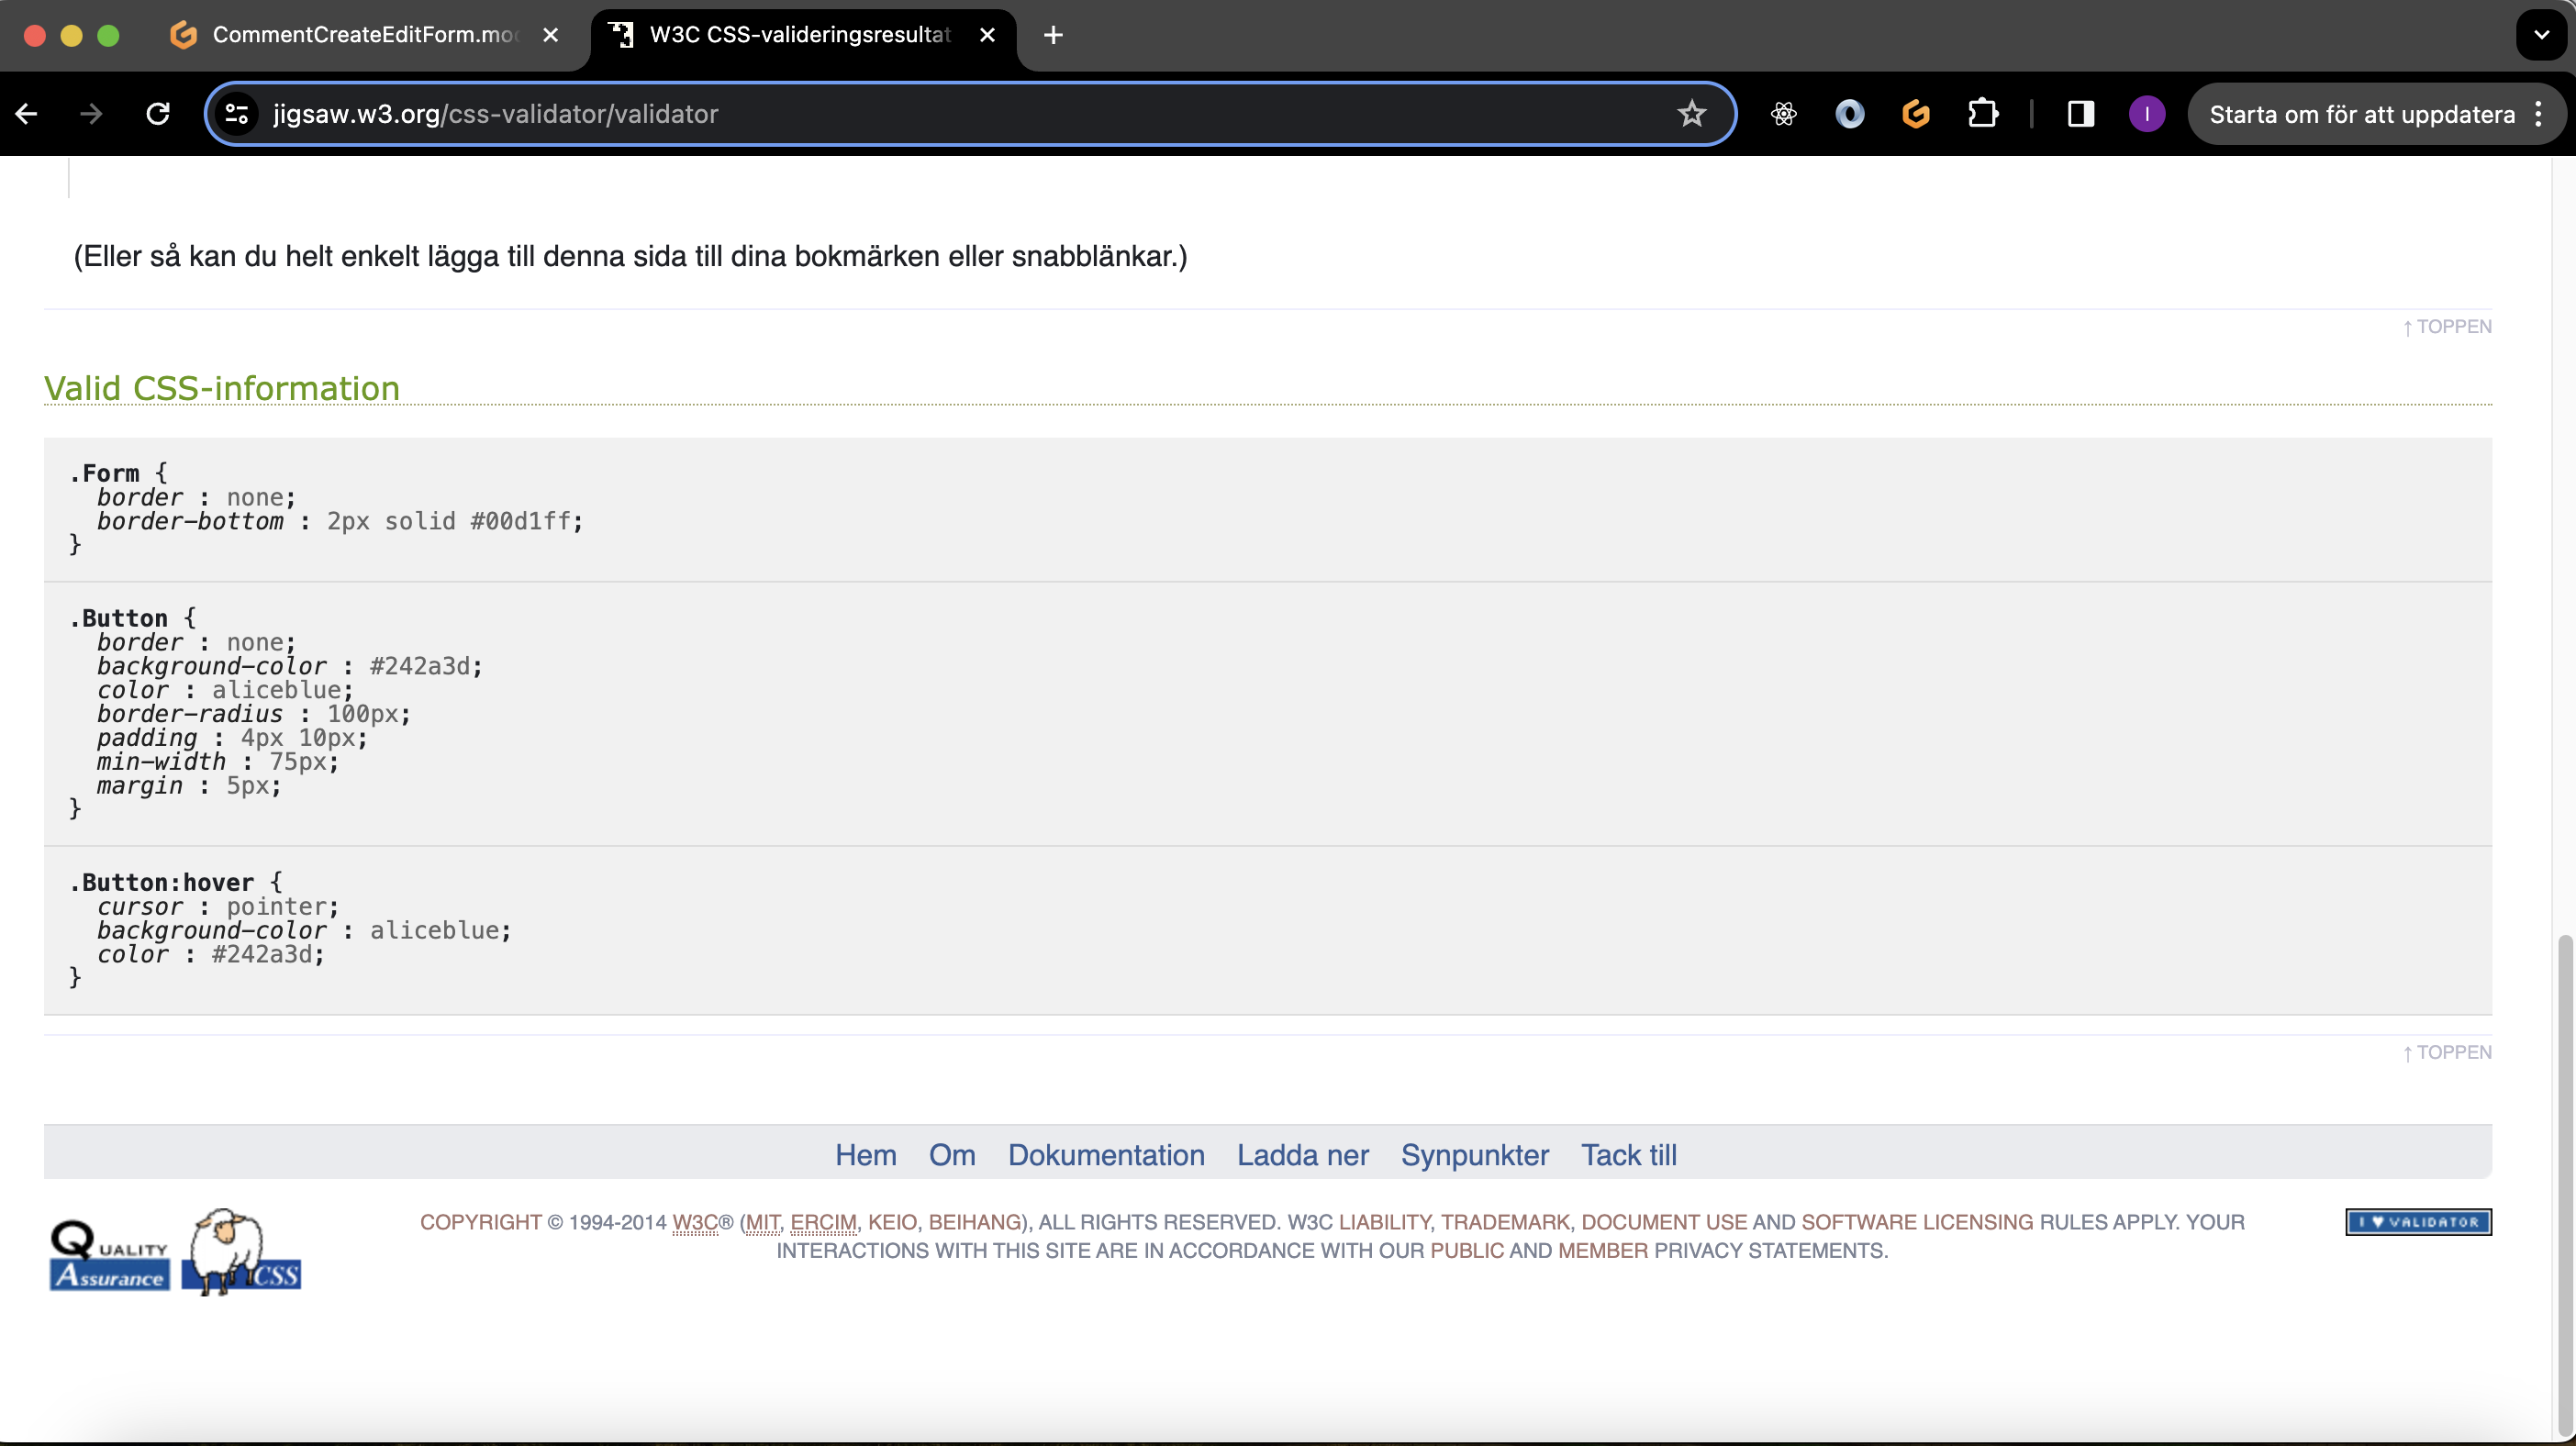 CommentCreateEditForm.mo
W3C CSS-valideringsresultat
jigsaw.w3.org/css-validator/validator
I
Starta om för att uppdatera
(Eller så kan du helt enkelt lägga till denna sida till dina bokmärken eller snabblänkar.)
↑ TOPPEN
Valid CSS-information
.Form {
border : none;
border-bottom : 2px solid #00d1ff;
}
.Button {
border : none;
background-color : #242a3d;
color : aliceblue;
border-radius : 100px;
padding : 4px 10px;
min-width : 75px;
margin : 5px;
}
.Button:hover {
cursor : pointer;
background-color : aliceblue;
color : #242a3d;
}
↑ TOPPEN
Hem Om Dokumentation Ladda ner Synpunkter Tack till
QUALITY
Assurance
CSS
COPYRIGHT © 1994-2014 W3C® (MIT, ERCIM, KEIO, BEIHANG), ALL RIGHTS RESERVED. W3C LIABILITY, TRADEMARK, DOCUMENT USE AND SOFTWARE LICENSING RULES APPLY. YOUR
INTERACTIONS WITH THIS SITE ARE IN ACCORDANCE WITH OUR PUBLIC AND MEMBER PRIVACY STATEMENTS.
I ♥ VALIDATOR